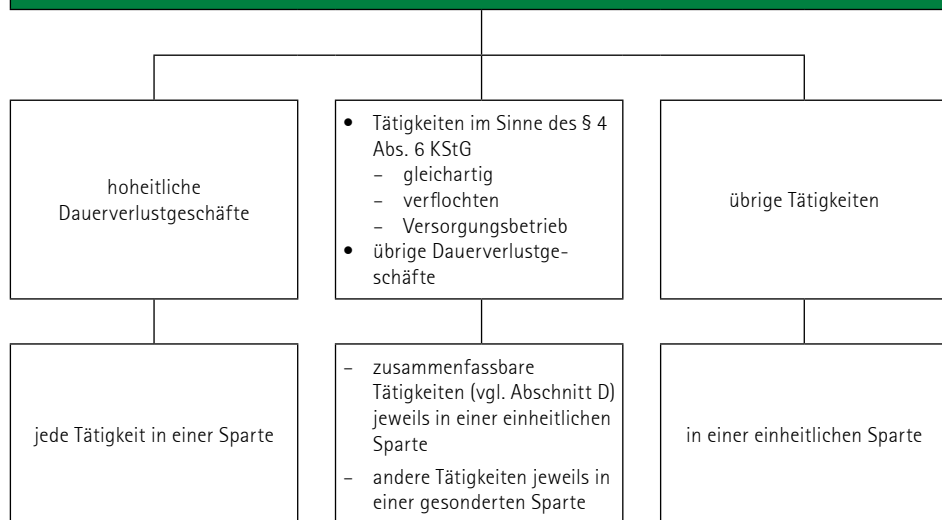 hoheitliche
Dauerverlustgeschäfte
• Tätigkeiten im Sinne des § 4
Abs. 6 KStG
– gleichartig
– verflochten
– Versorgungsbetrieb
• übrige Dauerverlustge-
schäfte
übrige Tätigkeiten
jede Tätigkeit in einer Sparte
– zusammenfassbare
Tätigkeiten (vgl. Abschnitt D)
jeweils in einer einheitlichen
Sparte
– andere Tätigkeiten jeweils in
einer gesonderten Sparte
in einer einheitlichen Sparte